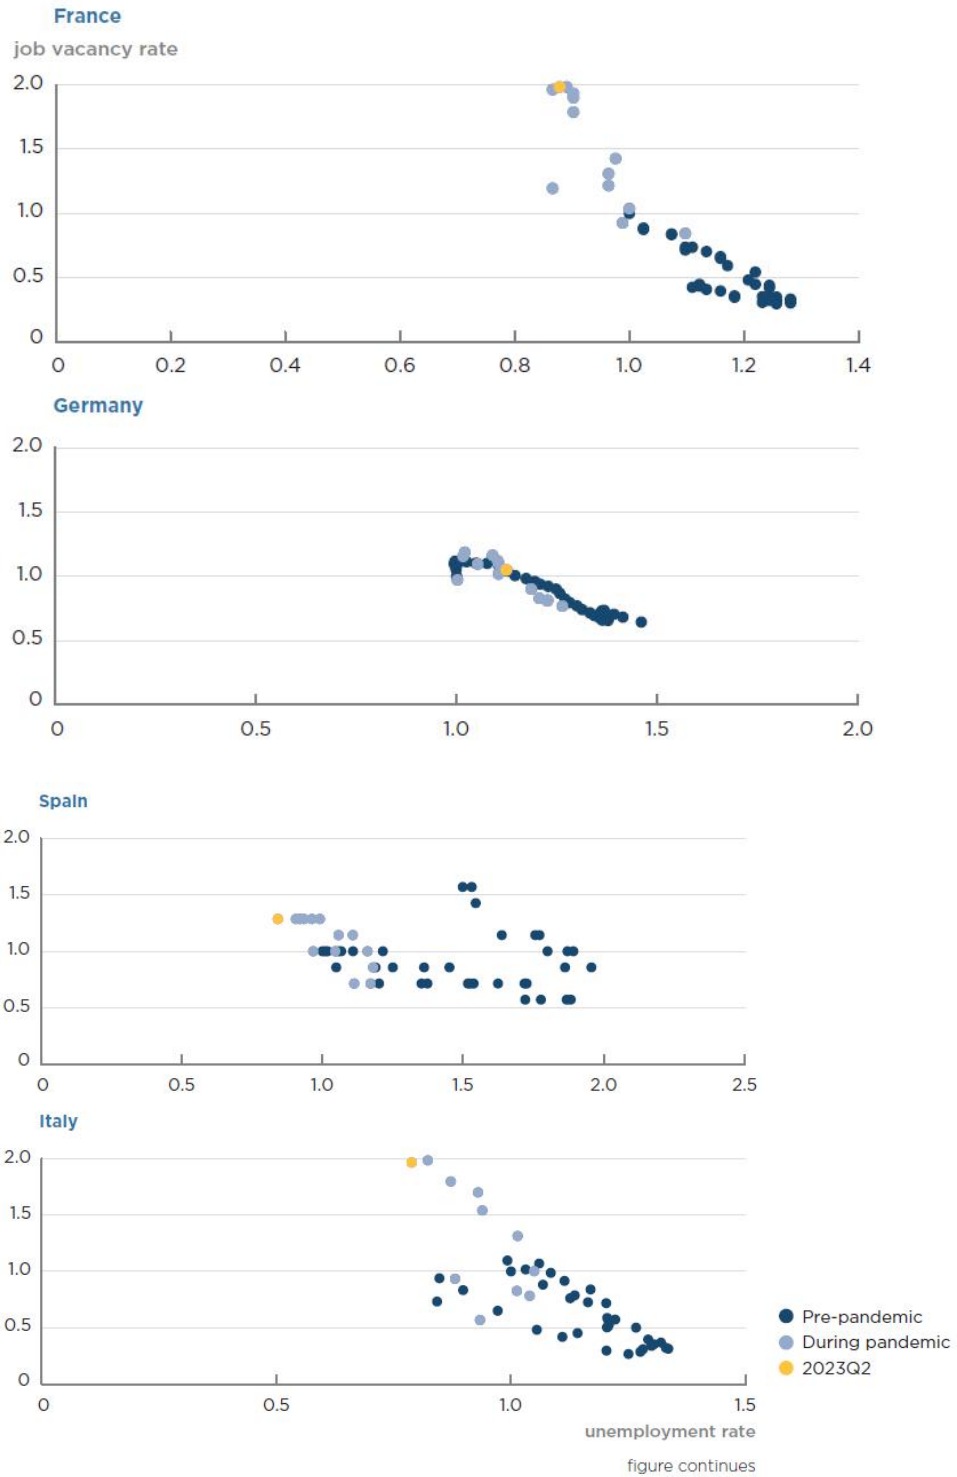 France
job vacancy rate
2.0
1.5
1.0
0.5
0
0 0.2 0.4 0.6 0.8 1.0 1.2 1.4
Germany
2.0
1.5
1.0
0.5
0
0 0.5 1.0 1.5 2.0
Spain
2.0
1.5
1.0
0.5
0
0 0.5 1.0 1.5 2.0 2.5
Italy
2.0
1.5
1.0
0.5
0
0 0.5 1.0 1.5
Pre-pandemic
During pandemic
2023Q2
unemployment rate
figure continues